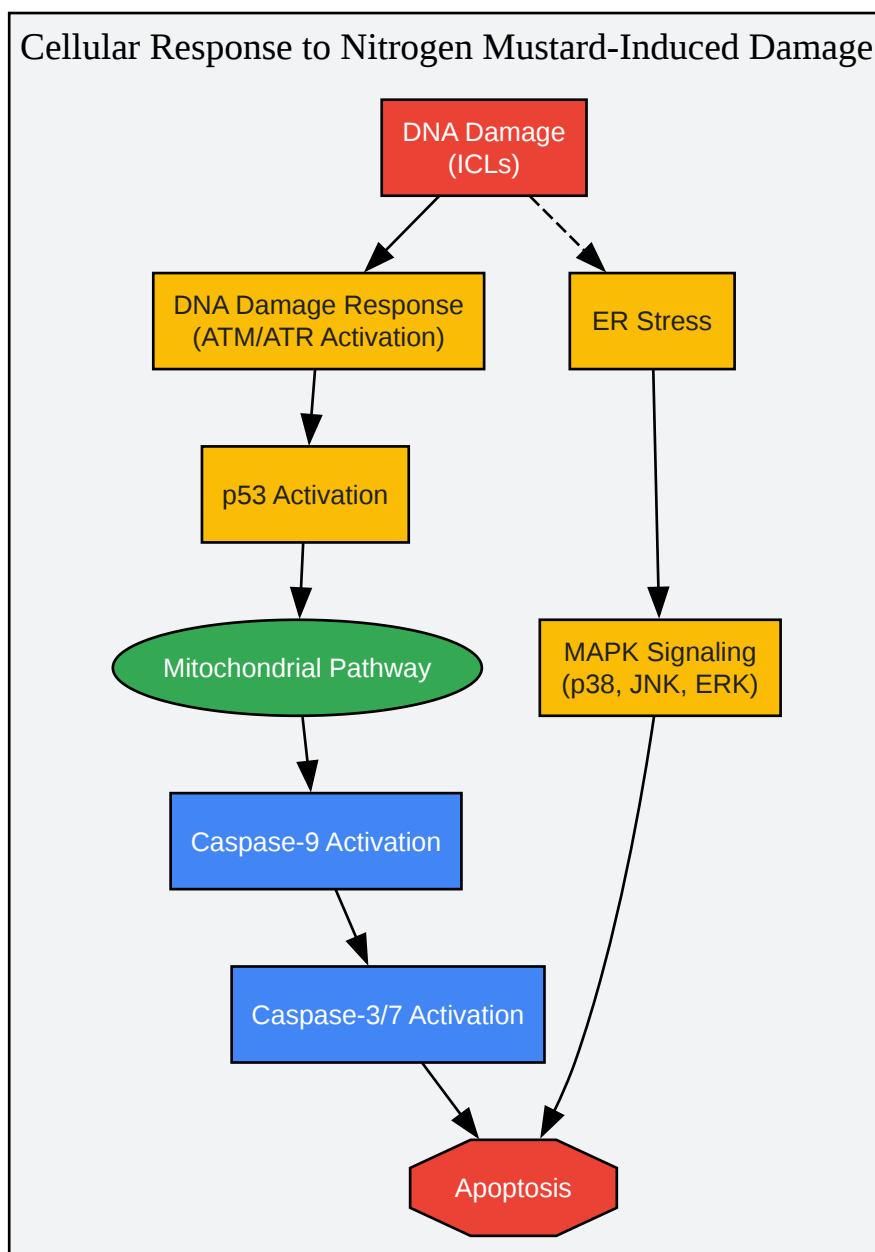 Cellular Response to Nitrogen Mustard-Induced Damage
DNA Damage
(ICLs)
DNA Damage Response
(ATM/ATR Activation)
ER Stress
p53 Activation
Mitochondrial Pathway
MAPK Signaling
(p38, JNK, ERK)
Caspase-9 Activation
Caspase-3/7 Activation
Apoptosis